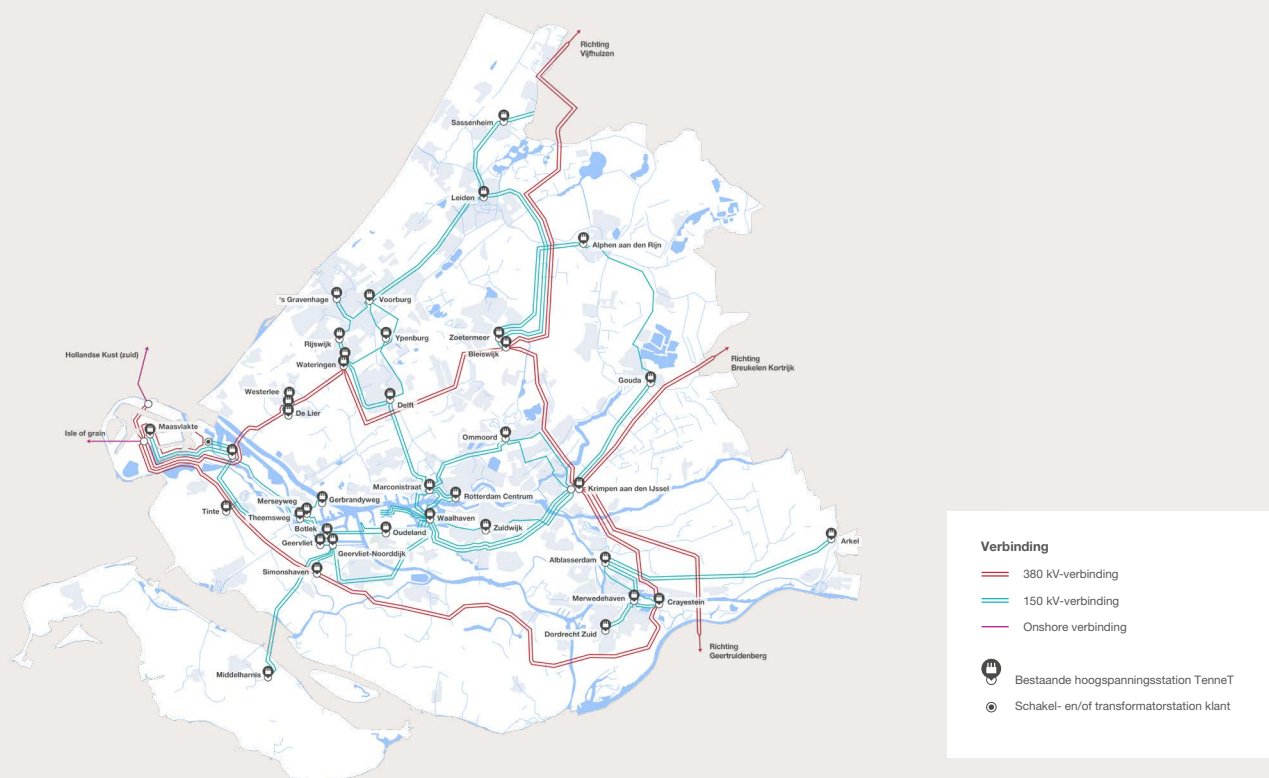 Richting
Vijfhuizen
Sassenheim
Leiden
Alphen aan den Rijn
's Gravenhage
Voorburg
Rijswijk
Ypenburg
Zoetermeer
Bleiswijk
Wateringen
Hollandse Kust (zuid)
Richting
Breukelen Kortrijk
Gouda
Westerlee
De Lier
Delft
Maasvlakte
Isle of grain
Ommoord
Marconistraat
Rotterdam Centrum
Krimpen aan den IJssel
Merseyweg
Gerbrandyweg
Tinte
Theemsweg
Waalhaven
Botlek
Oudeland
Zuidwijk
Geervliet
Geervliet-Noorddijk
Arkel
Simonshaven
Alblasserdam
Merwedehaven
Crayestein
Dordrecht Zuid
Richting
Geertruidenberg
Middelharnis
Verbinding
380 kV-verbinding
150 kV-verbinding
Onshore verbinding
Bestaande hoogspanningsstation TenneT
Schakel- en/of transformatorstation klant